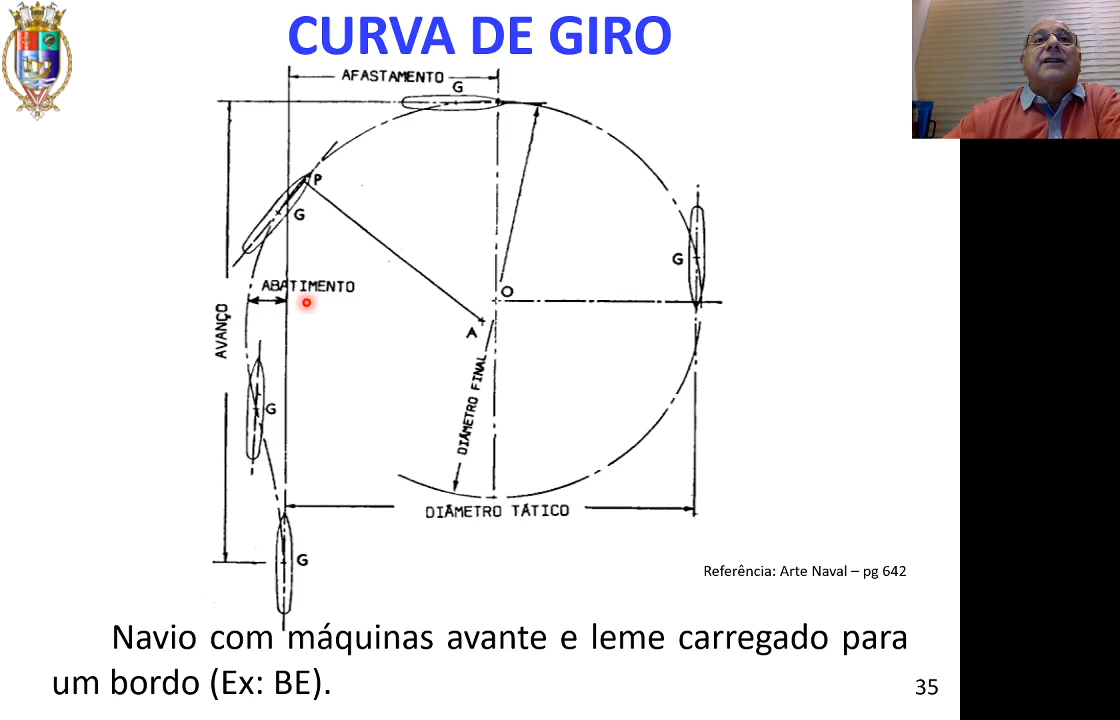 CURVA DE GIRO
AFASTAMENTO
G
P
G
G
ABATIMENTO
O
A
AVANÇO
G
DIÂMETRO FINAL
DIÂMETRO TÁTICO
G
Referência: Arte Naval – pg 642
Navio com máquinas avante e leme carregado para
um bordo (Ex: BE).
35